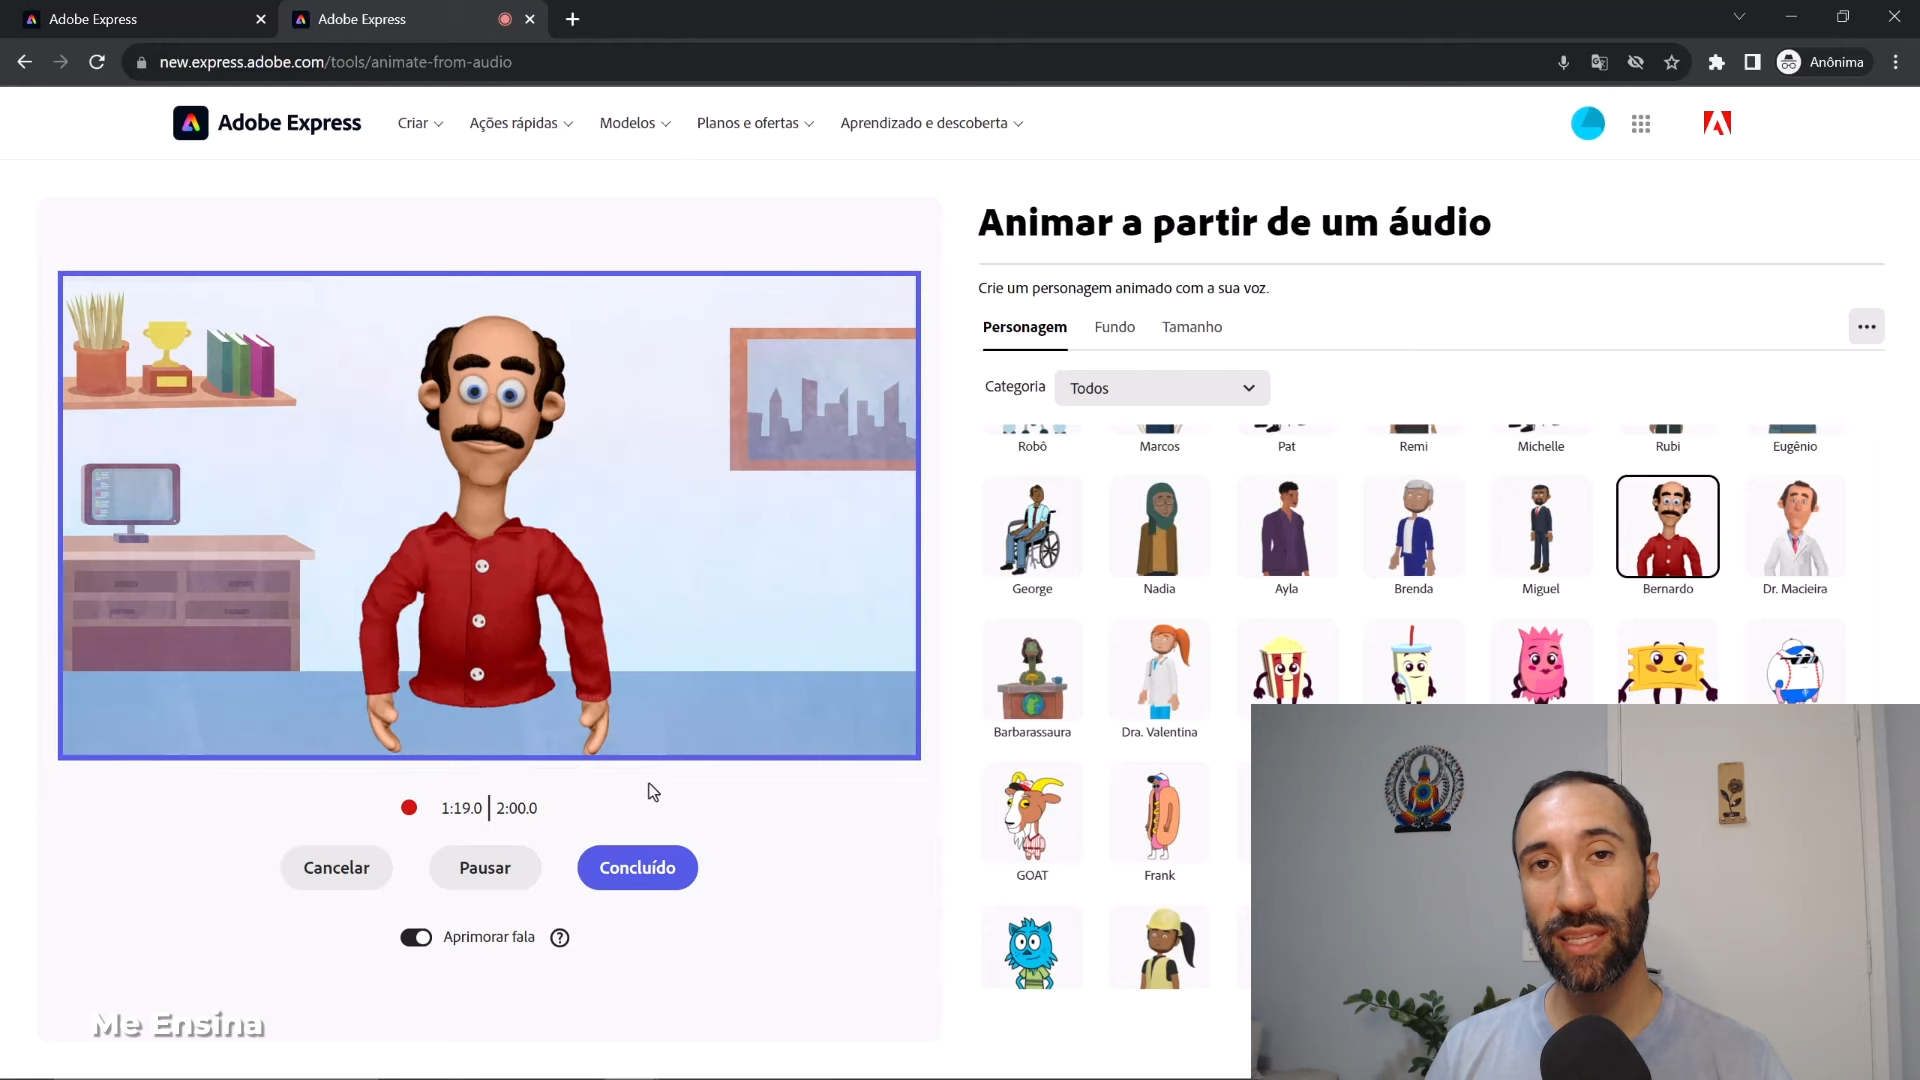 Adobe Express
Adobe Express
new.express.adobe.com/tools/animate-from-audio
Anônima
Adobe Express
Criar
Ações rápidas
Modelos
Planos e ofertas
Aprendizado e descoberta
Animar a partir de um áudio
Crie um personagem animado com a sua voz.
Personagem
Fundo
Tamanho
Categoria
Todos
Robô
Marcos
Pat
Remi
Michelle
Rubi
Eugênio
George
Nadia
Ayla
Brenda
Miguel
Bernardo
Dr. Macieira
Barbarassaura
Dra. Valentina
GOAT
Frank
1:19.0 | 2:00.0
Cancelar
Pausar
Concluído
Aprimorar fala
Me Ensina